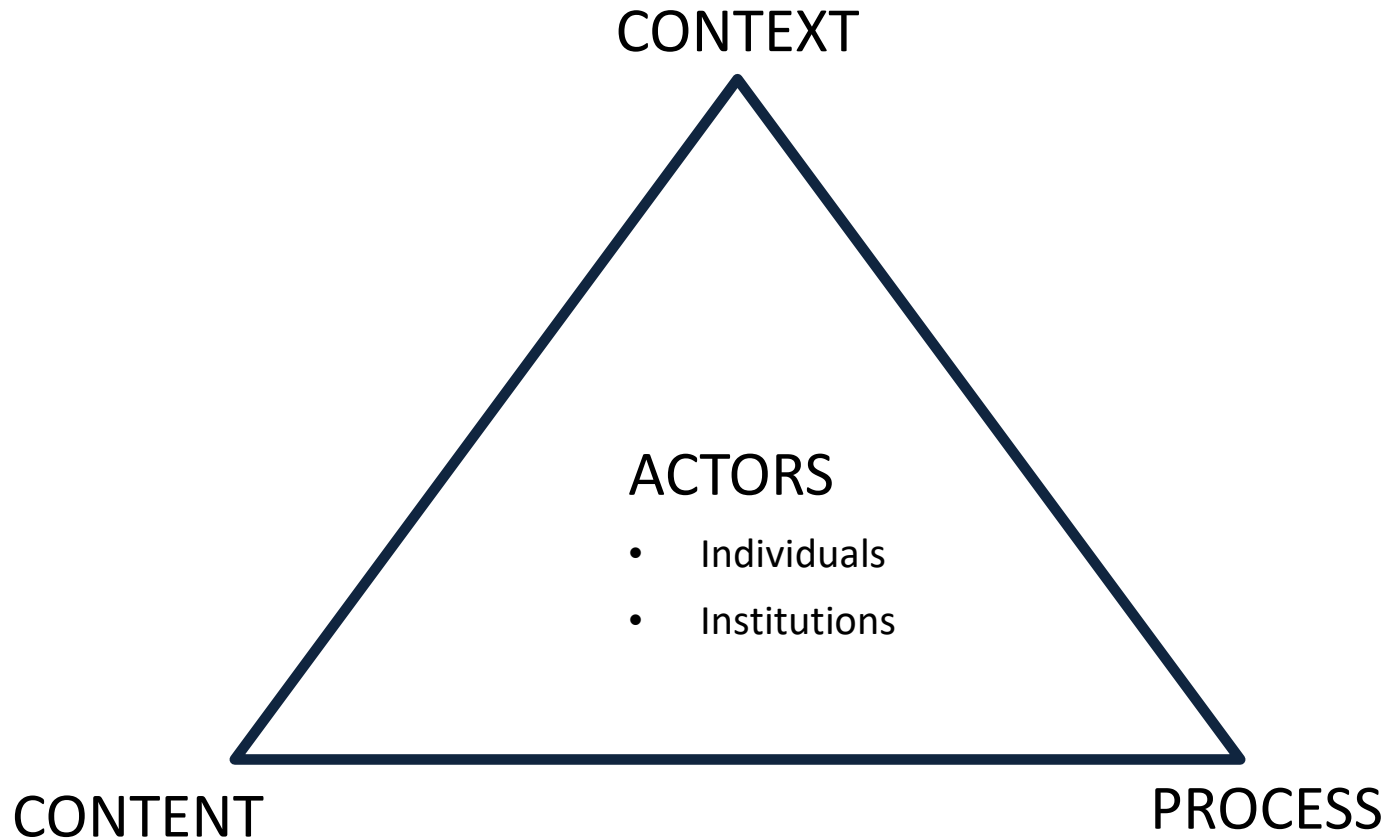 CONTEXT
ACTORS
• Individuals
• Institutions
CONTENT
PROCESS